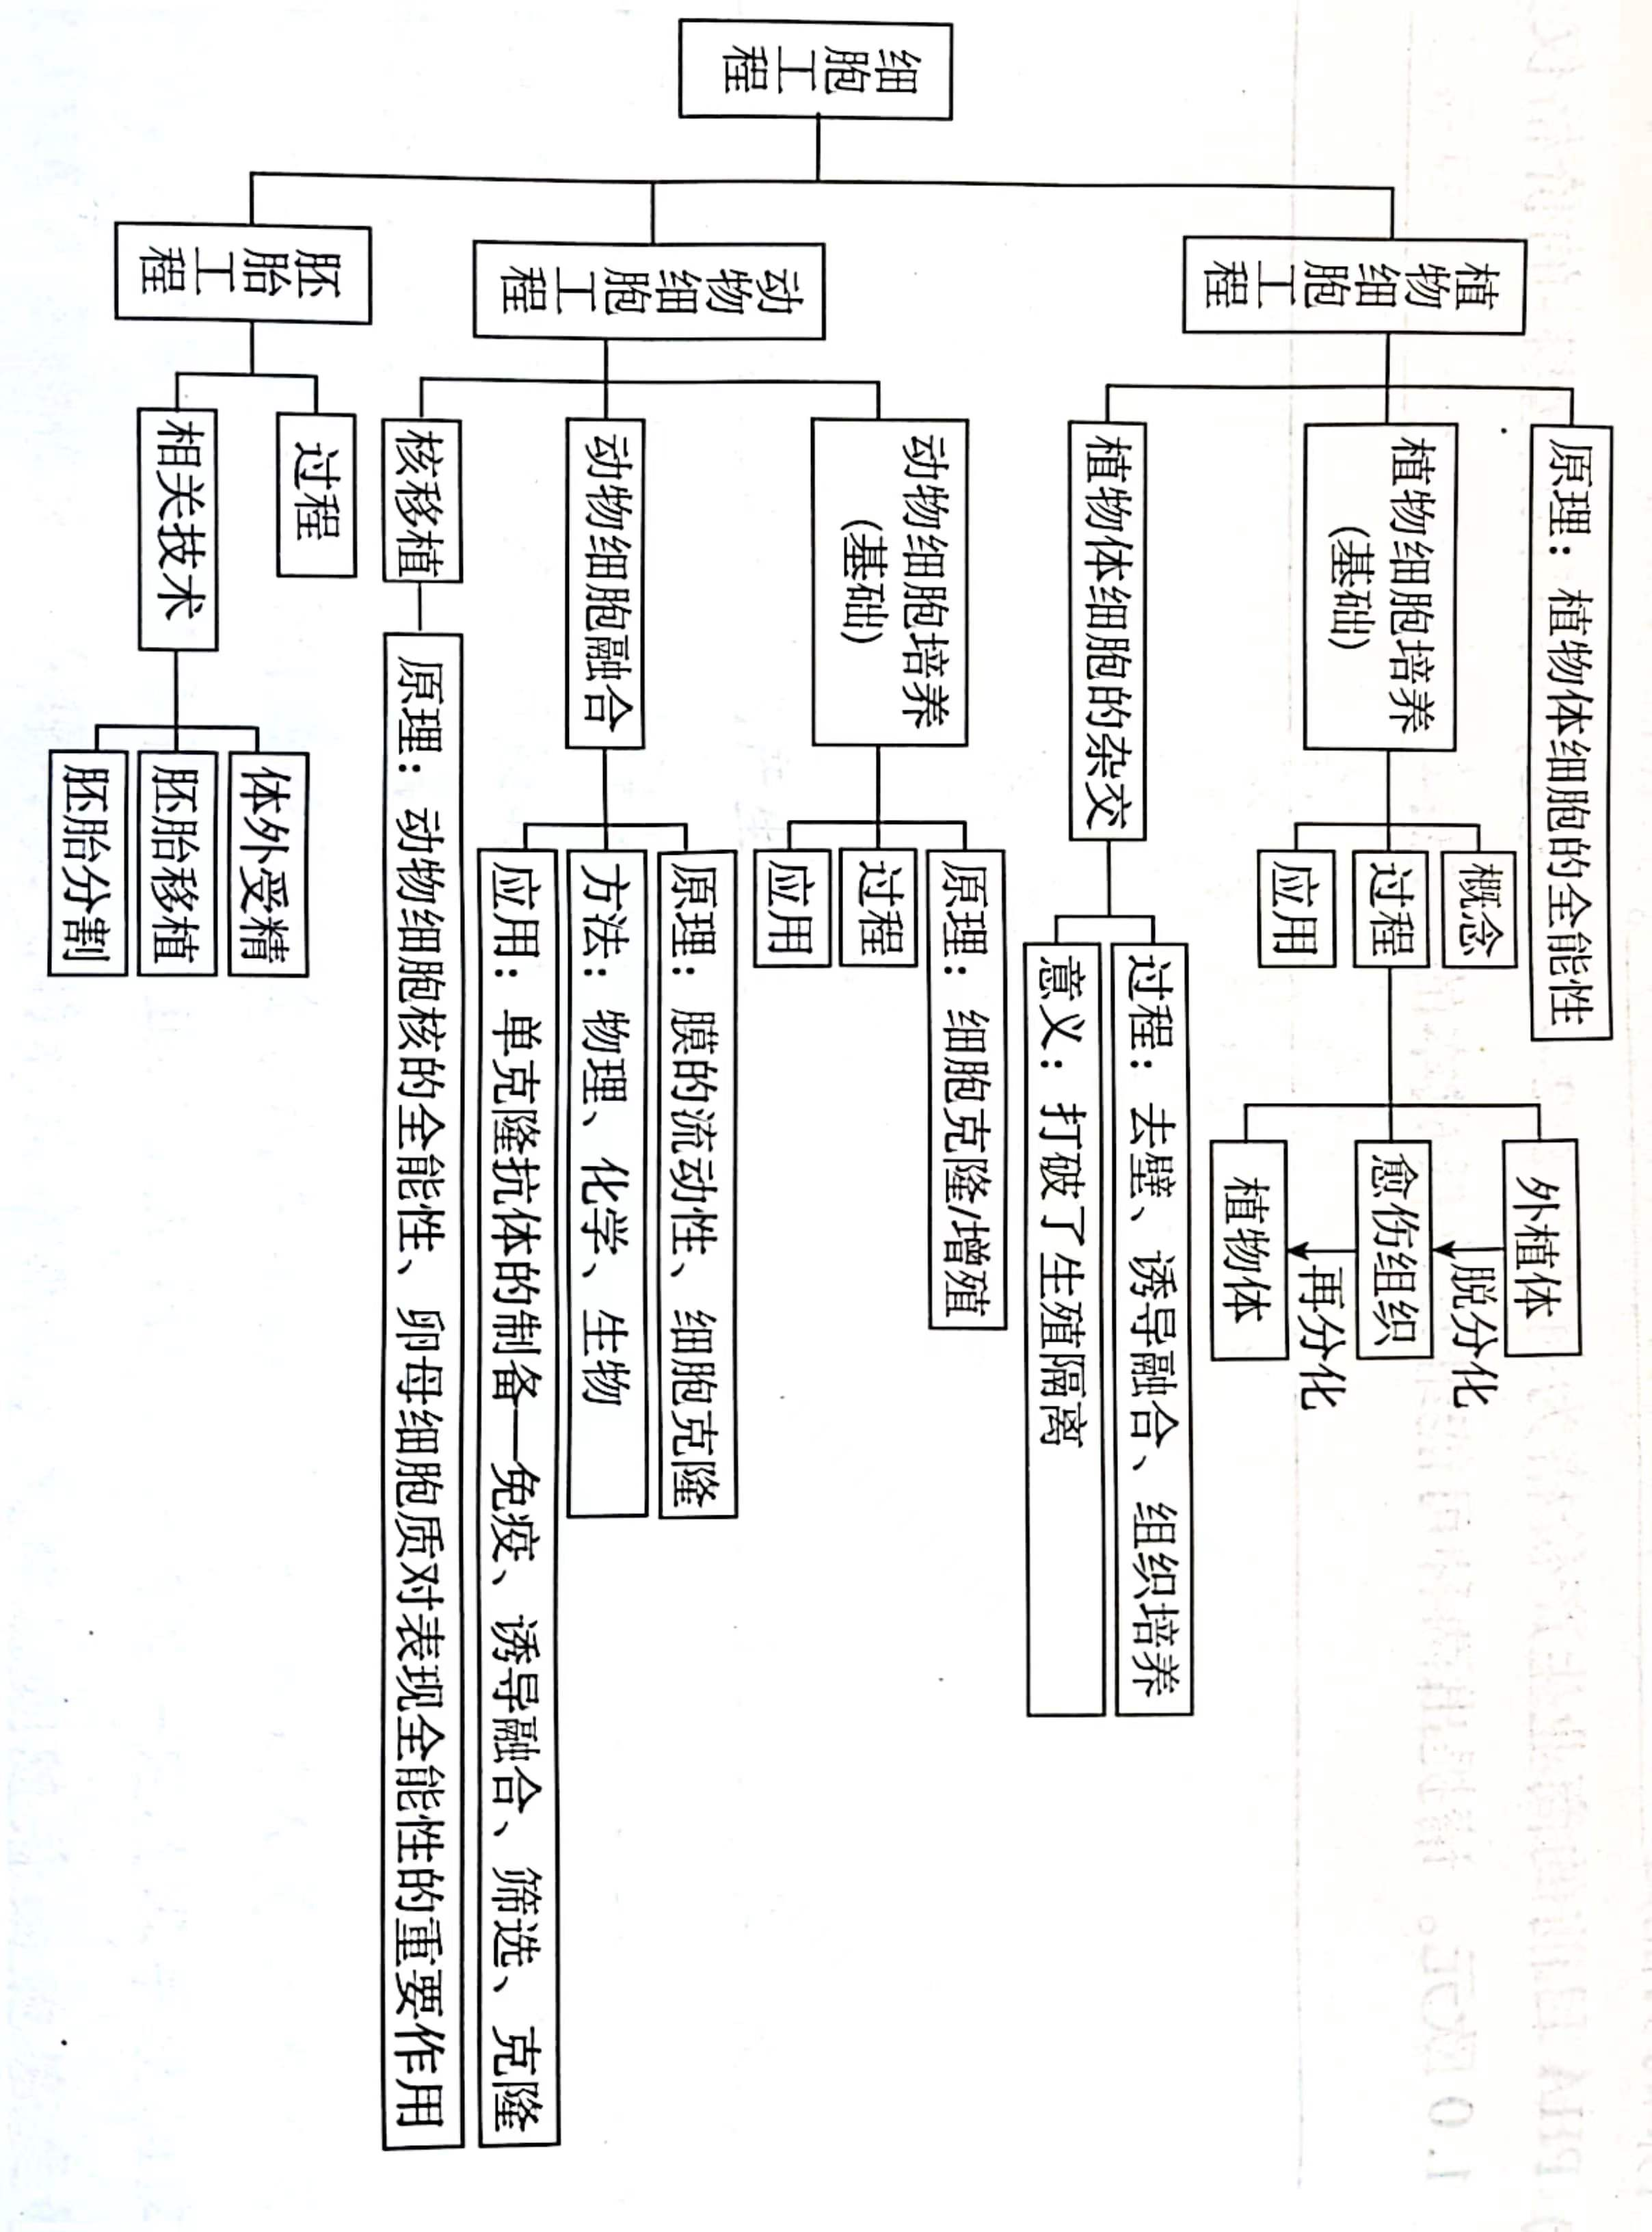 细胞工程
植物细胞工程
原理：植物体细胞的全能性
植物细胞培养
(基础)
概念
过程
应用
外植体
脱分化
愈伤组织
再分化
植物体
植物体细胞的杂交
过程：去壁、诱导融合、组织培养
意义：打破了生殖隔离
动物细胞工程
动物细胞培养
(基础)
原理：细胞克隆/增殖
过程
应用
动物细胞融合
原理：膜的流动性、细胞克隆
方法：物理、化学、生物
应用：单克隆抗体的制备—免疫、诱导融合、筛选、克隆
核移植
原理：动物细胞核的全能性、卵母细胞质对表现全能性的重要作用
胚胎工程
过程
相关技术
体外受精
胚胎移植
胚胎分割